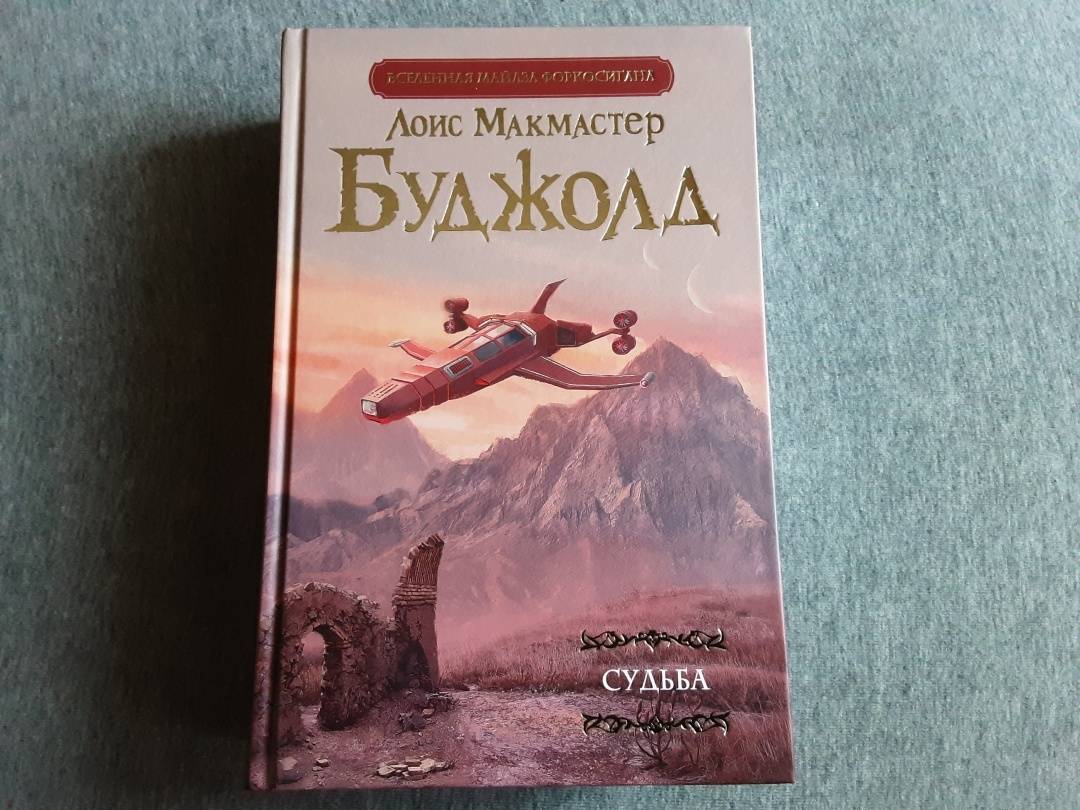 ВСЕЛЕННАЯ МАЙЛЗА ФОРКОСИГАНА
Лоис Макмастер
Буджолд
СУДЬБА